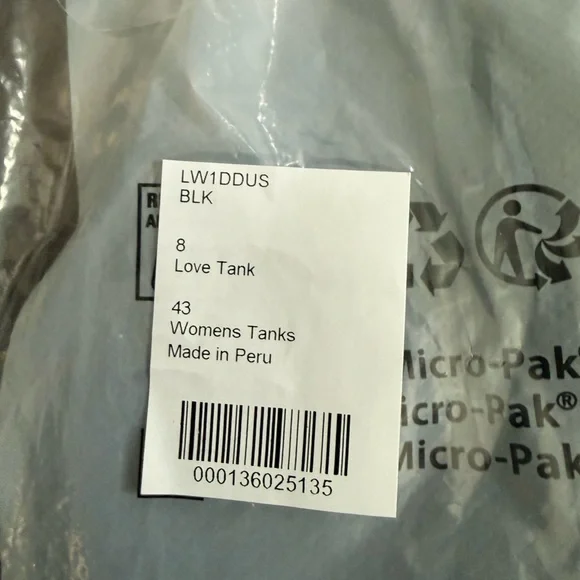 LW1DDUS
BLK
8
Love Tank
43
Womens Tanks
Made in Peru
000136025135
Micro-Pak®
Micro-Pak®
Micro-Pak